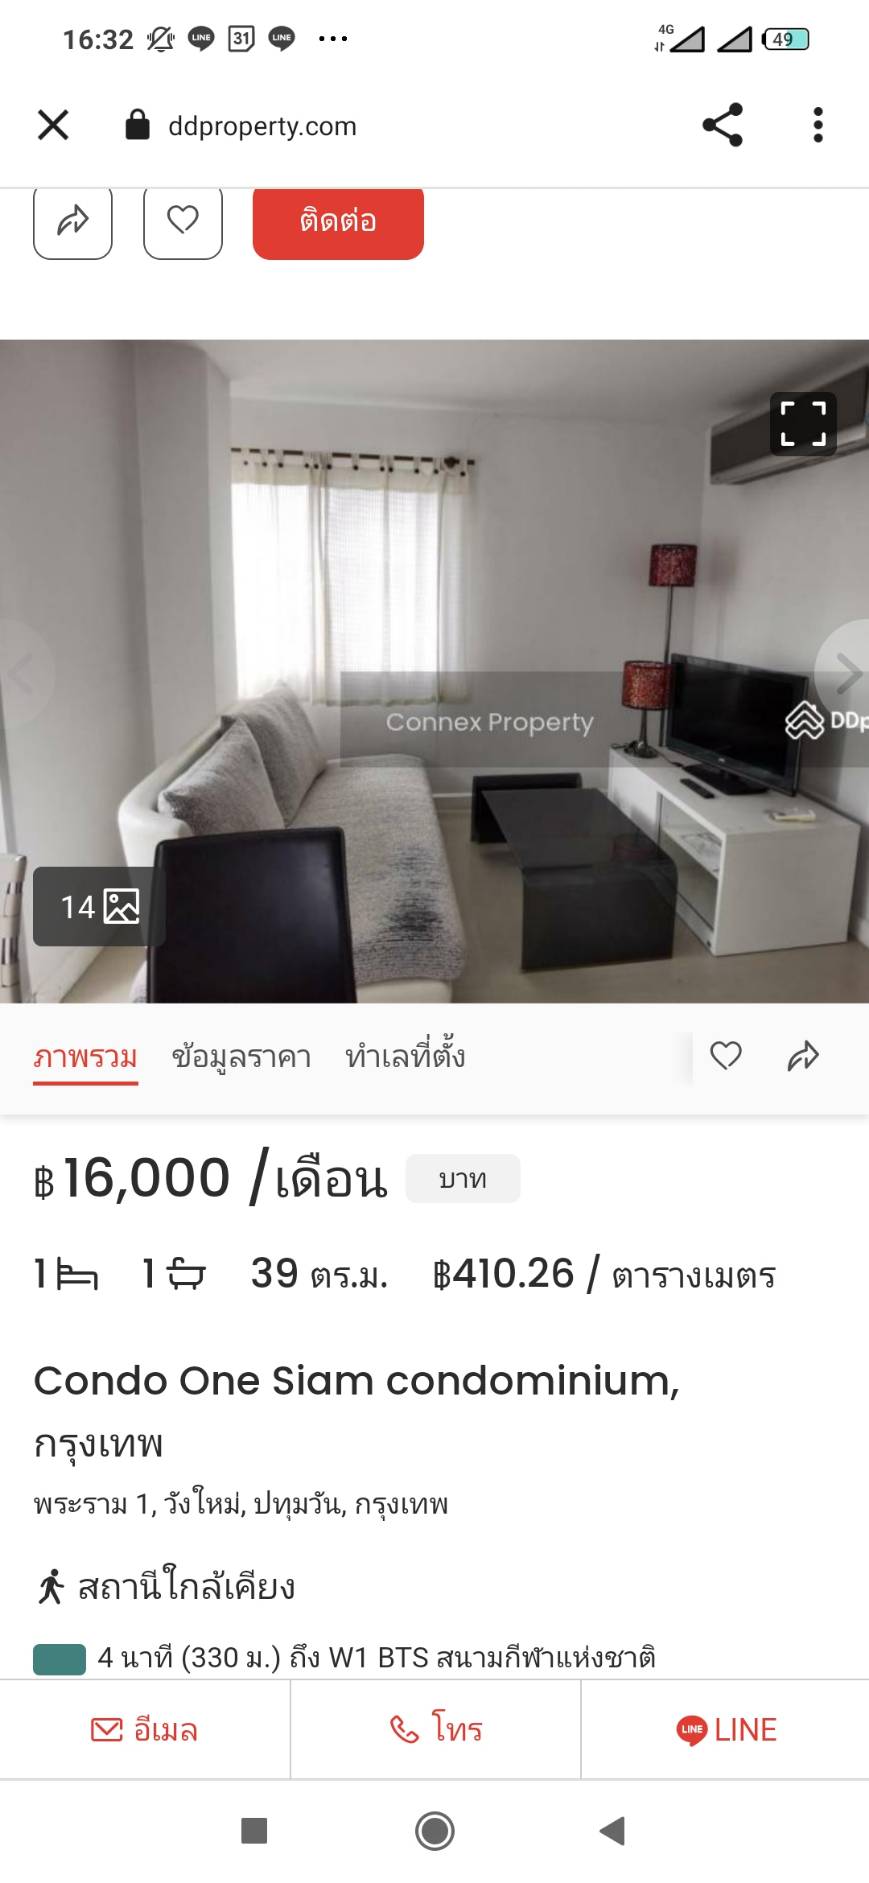 16:32
LINE
31
LINE
4G
49
ddproperty.com
ติดต่อ
Connex Property
DDp
14
ภาพรวม ข้อมูลราคา ทำเลที่ตั้ง
฿16,000 /เดือน บาท
1 1 39 ตร.ม. ฿410.26 / ตารางเมตร
Condo One Siam condominium,
กรุงเทพ
พระราม 1, วังใหม่, ปทุมวัน, กรุงเทพ
สถานีใกล้เคียง
4 นาที (330 ม.) ถึง W1 BTS สนามกีฬาแห่งชาติ
อีเมล โทร LINE LINE